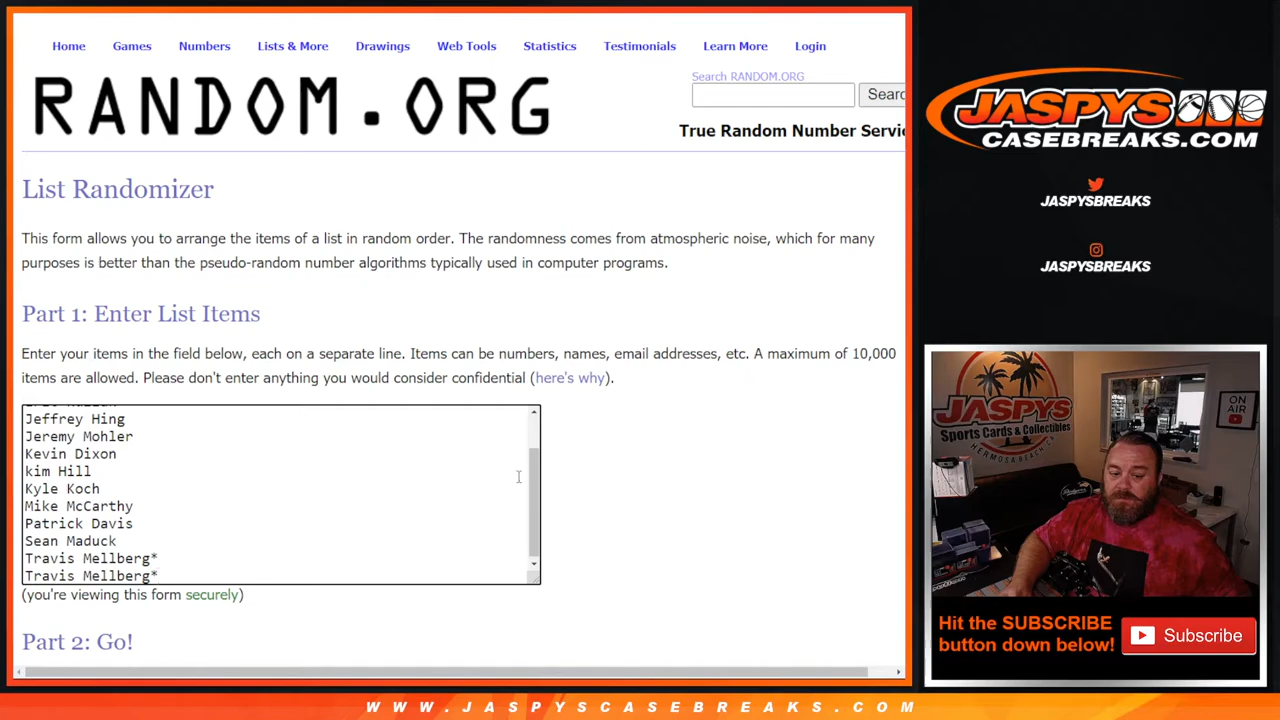 Home Games Numbers Lists & More Drawings Web Tools Statistics Testimonials Learn More Login
RANDOM.ORG
Search RANDOM.ORG
True Random Number
List Randomizer
This form allows you to arrange the items of a list in random order. The randomness comes from atmospheric noise, which for many
purposes is better than the pseudo-random number algorithms typically used in computer programs.
Part 1: Enter List Items
Enter your items in the field below, each on a separate line. Items can be numbers, names, email addresses, etc. A maximum of 10,000
items are allowed. Please don't enter anything you would consider confidential (here's why).
Jeffrey Hing
Jeremy Mohler
Kevin Dixon
kim Hill
Kyle Koch
Mike McCarthy
Patrick Davis
Sean Maduck
Travis Mellberg*
Travis Mellberg*
(you're viewing this form securely)
Part 2: Go!
JASPYS
CASEBREAKS.COM
JASPYSBREAKS
JASPYSBREAKS
JASPYS
Sports Cards & Collectibles
HERMOSA BEACH, CA
ON AIR
Hit the SUBSCRIBE
button down below!
Subscribe
WWW.JASPYSCASEBREAKS.COM